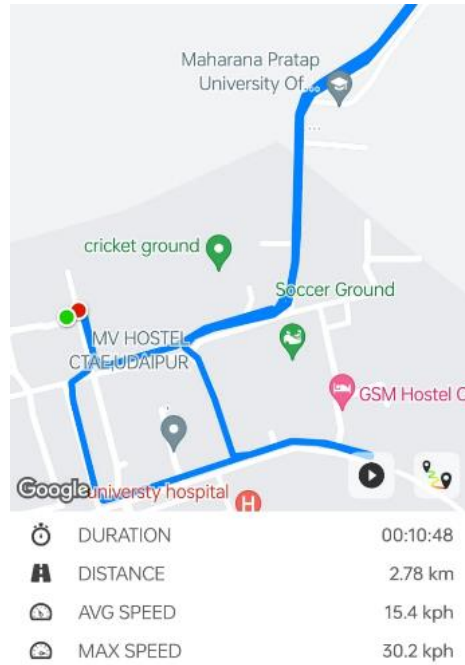 Maharana Pratap
University Of...
...
cricket ground
Soccer Ground
MV HOSTEL
CTAE UDAIPUR
GSM Hostel C
Google
universty hospital
H
DURATION 00:10:48
DISTANCE 2.78 km
AVG SPEED 15.4 kph
MAX SPEED 30.2 kph